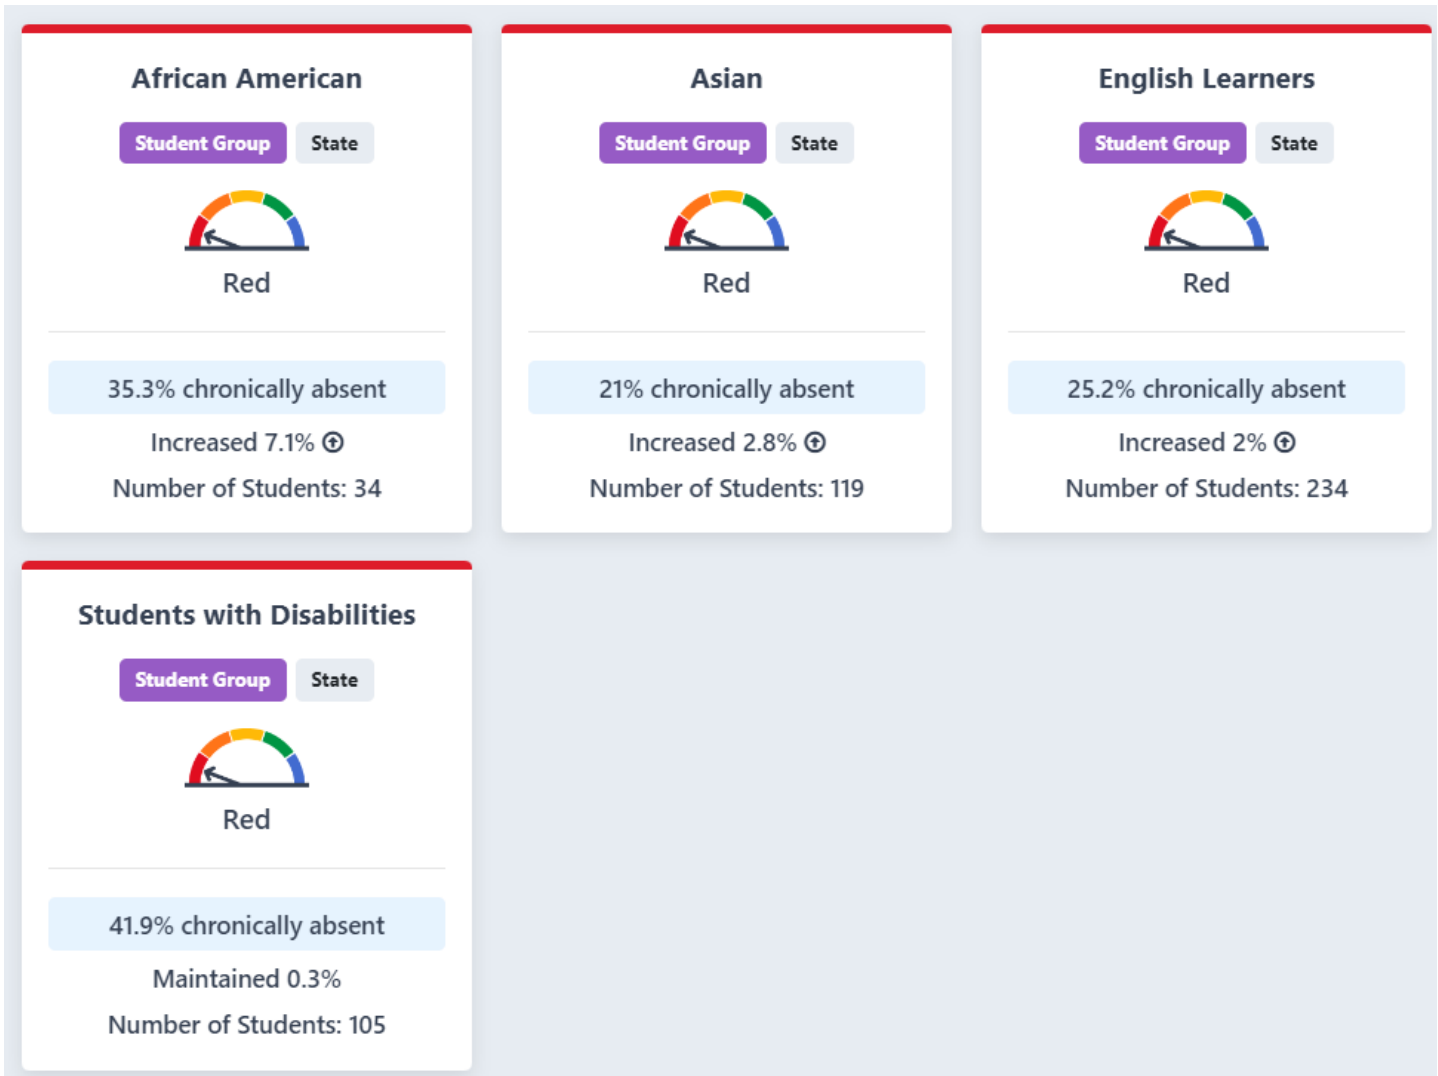 African American
Student Group State
Red
35.3% chronically absent
Increased 7.1%
Number of Students: 34
Asian
Student Group State
Red
21% chronically absent
Increased 2.8%
Number of Students: 119
English Learners
Student Group State
Red
25.2% chronically absent
Increased 2%
Number of Students: 234
Students with Disabilities
Student Group State
Red
41.9% chronically absent
Maintained 0.3%
Number of Students: 105